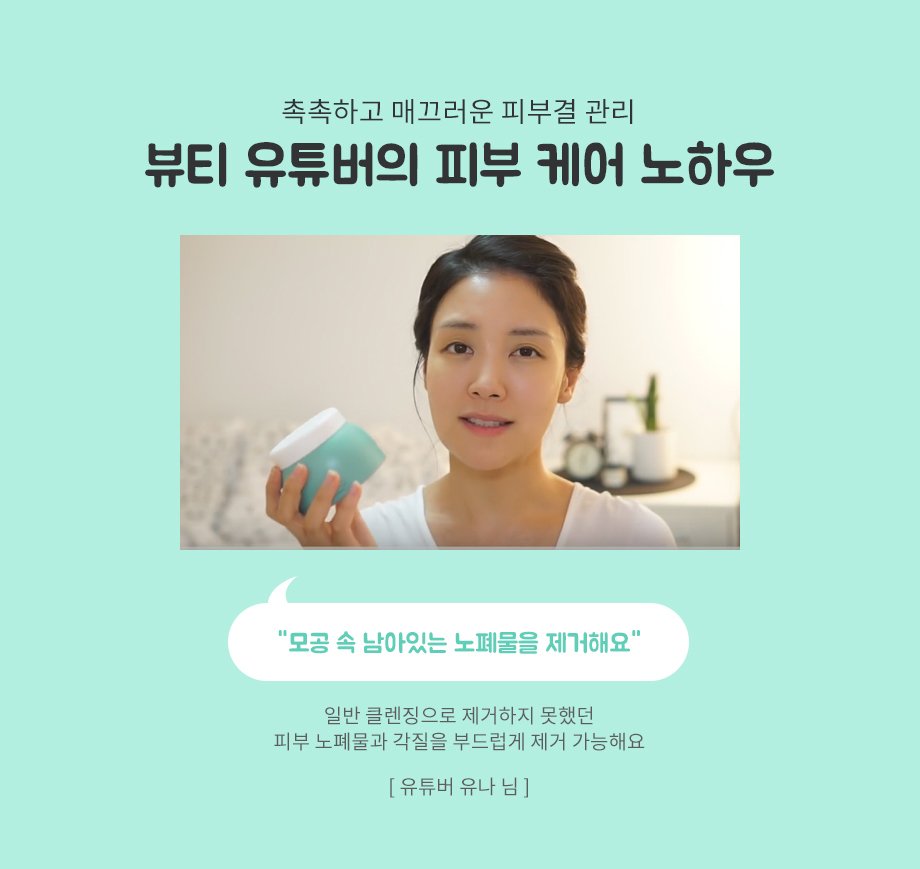 촉촉하고 매끄러운 피부결 관리
뷰티 유튜버의 피부 케어 노하우
"모공 속 남아있는 노폐물을 제거해요"
일반 클렌징으로 제거하지 못했던
피부 노폐물과 각질을 부드럽게 제거 가능해요
[ 유튜버 유나 님 ]